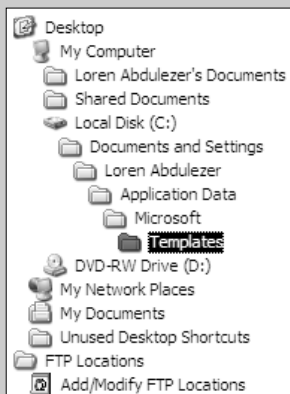 Desktop
My Computer
Loren Abdulezer's Documents
Shared Documents
Local Disk (C:)
Documents and Settings
Loren Abdulezer
Application Data
Microsoft
Templates
DVD-RW Drive (D:)
My Network Places
My Documents
Unused Desktop Shortcuts
FTP Locations
Add/Modify FTP Locations